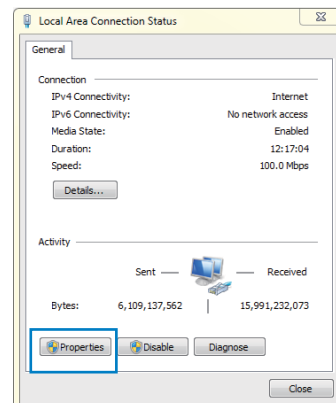 Local Area Connection Status
General
Connection
IPv4 Connectivity: Internet
IPv6 Connectivity: No network access
Media State: Enabled
Duration: 12:17:04
Speed: 100.0 Mbps
Details...
Activity
Sent Received
Bytes: 6,109,137,562 15,991,232,073
Properties Disable Diagnose
Close